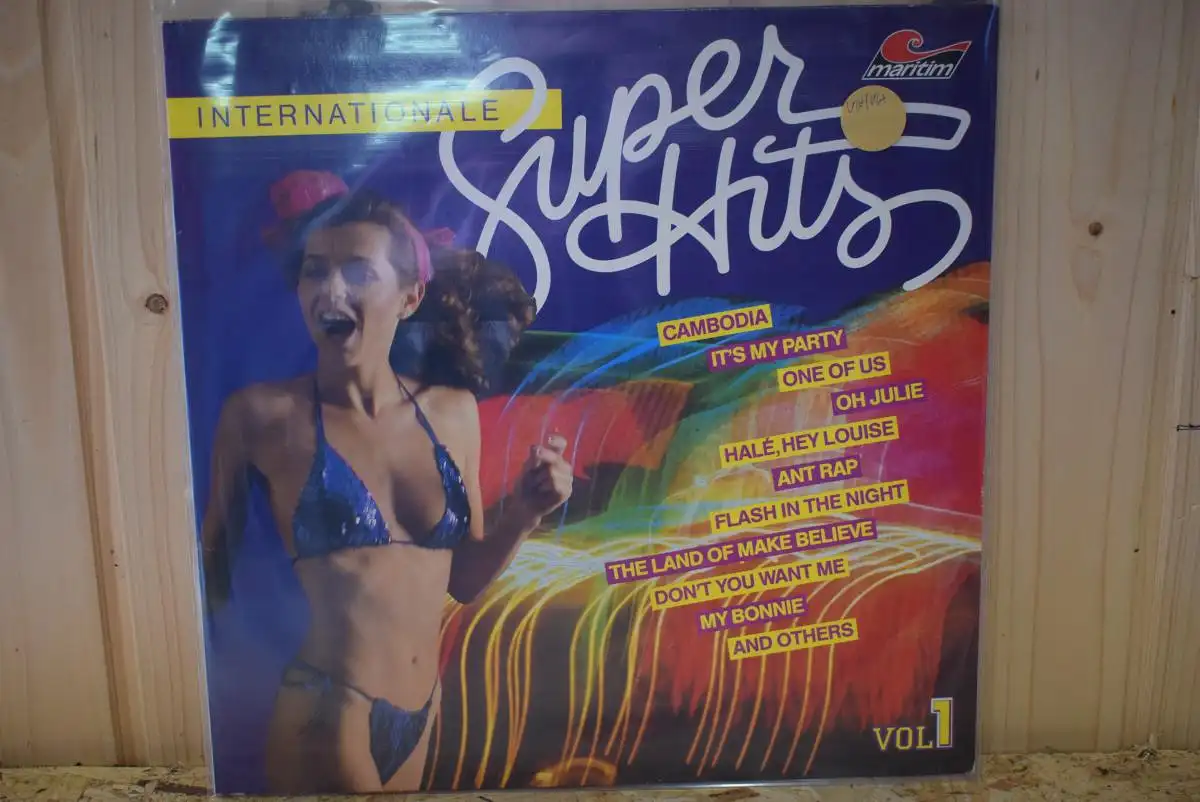 maritim
INTERNATIONALE
Super
Hits
CAMBODIA
IT'S MY PARTY
ONE OF US
OH JULIE
HALÉ, HEY LOUISE
ANT RAP
FLASH IN THE NIGHT
THE LAND OF MAKE BELIEVE
DON'T YOU WANT ME
MY BONNIE
AND OTHERS
VOL 1